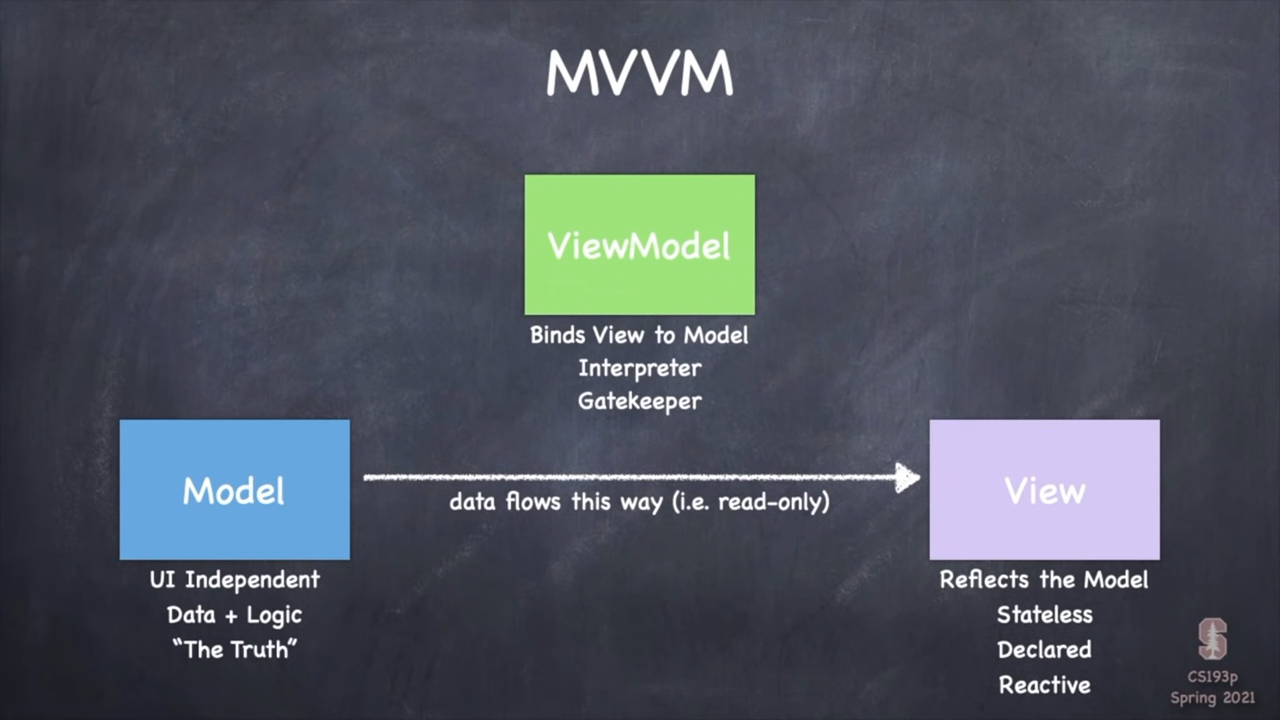 MVVM
ViewModel
Binds View to Model
Interpreter
Gatekeeper
Model
data flows this way (i.e. read-only)
View
UI Independent
Data + Logic
“The Truth”
Reflects the Model
Stateless
Declared
Reactive
S
CS193p
Spring 2021